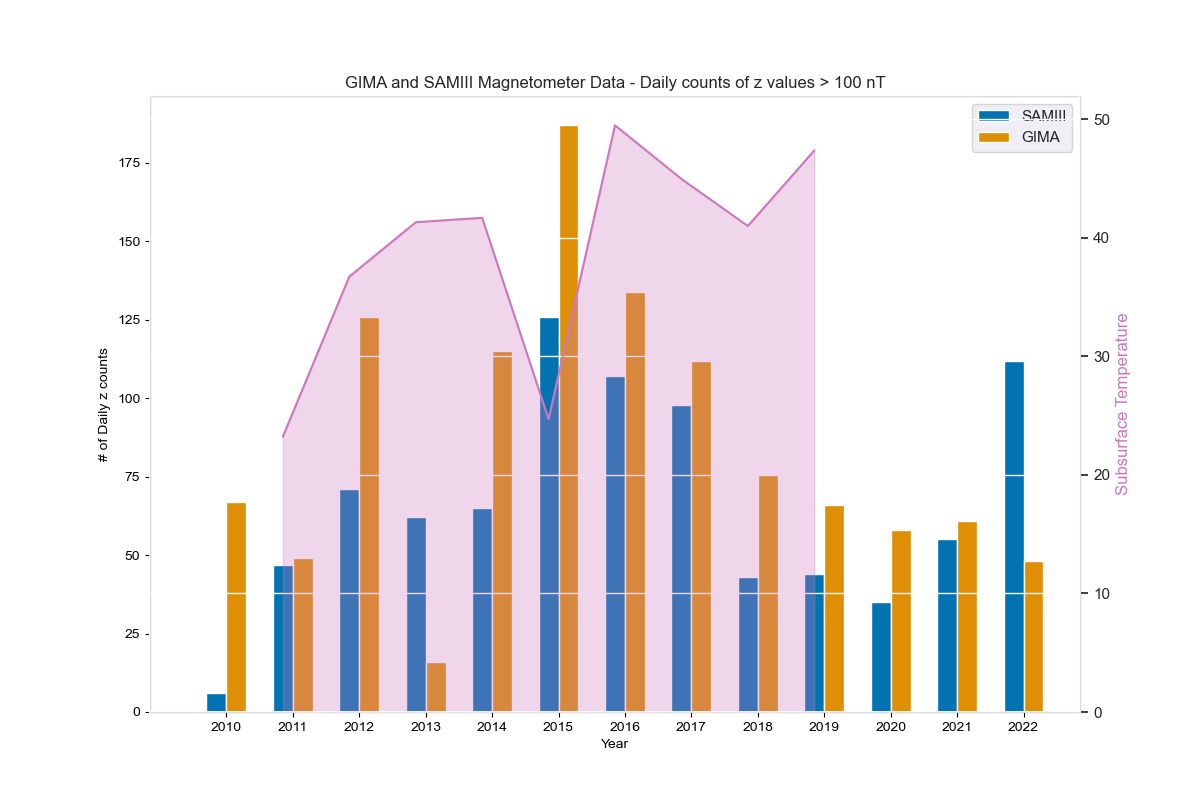 GIMA and SAMIII Magnetometer Data - Daily counts of z values > 100 nT
SAMIII
GIMA
175
150
125
100
75
50
25
0
# of Daily z counts
50
40
30
20
10
0
Subsurface Temperature
2010 2011 2012 2013 2014 2015 2016 2017 2018 2019 2020 2021 2022
Year